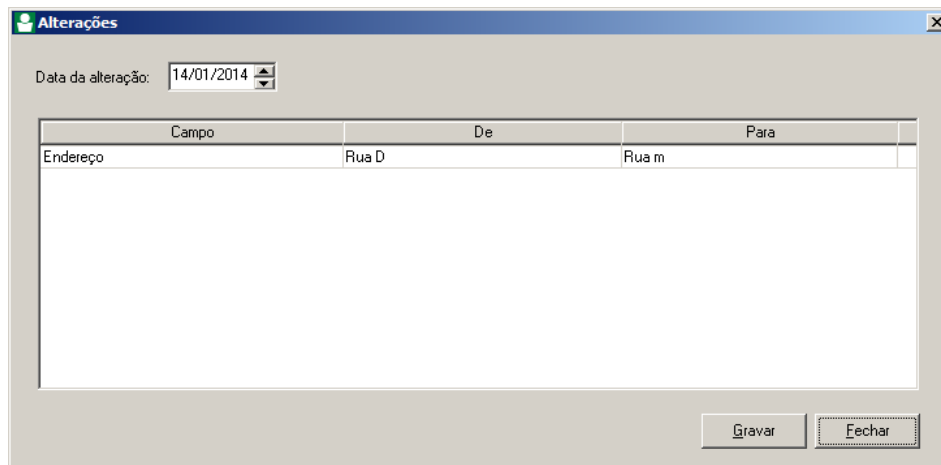 Alterações
Data da alteração: 14/01/2014
Campo De Para
Endereço Rua D Rua m
Gravar Fechar